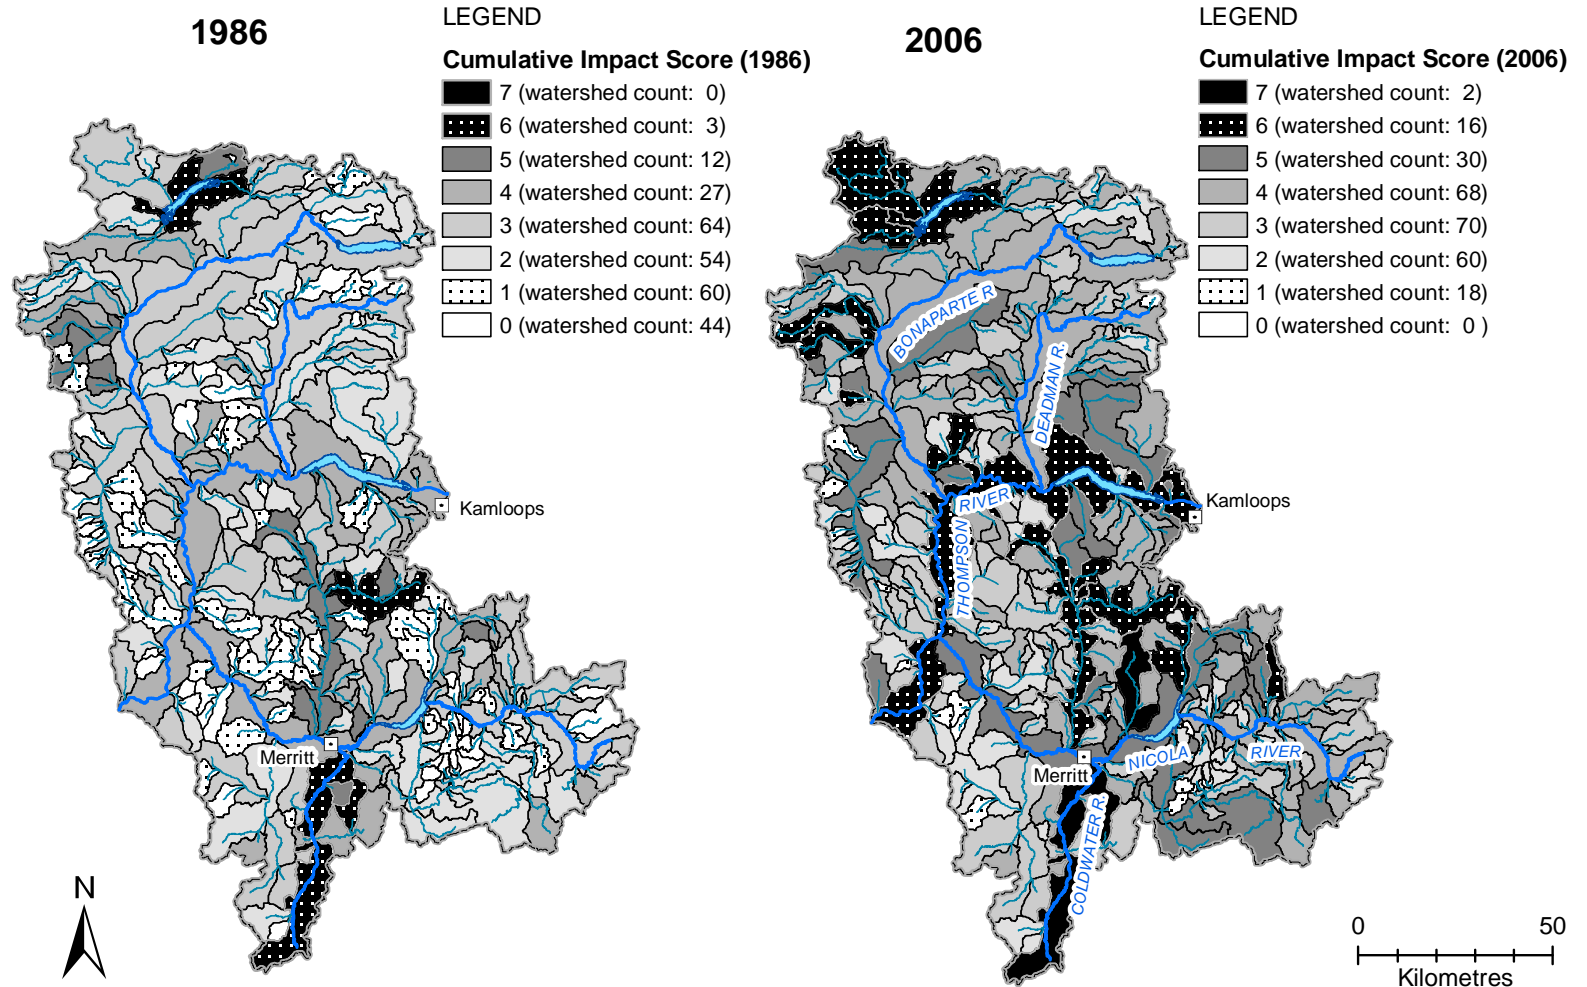 1986
LEGEND
Cumulative Impact Score (1986)
7 (watershed count: 0)
6 (watershed count: 3)
5 (watershed count: 12)
4 (watershed count: 27)
3 (watershed count: 64)
2 (watershed count: 54)
1 (watershed count: 60)
0 (watershed count: 44)
Kamloops
Merritt
N
2006
LEGEND
Cumulative Impact Score (2006)
7 (watershed count: 2)
6 (watershed count: 16)
5 (watershed count: 30)
4 (watershed count: 68)
3 (watershed count: 70)
2 (watershed count: 60)
1 (watershed count: 18)
0 (watershed count: 0 )
BONAPARTE R
DEADMAN R.
THOMPSON RIVER
Kamloops
NICOLA RIVER
Merritt
COLDWATER R.
0 50
Kilometres